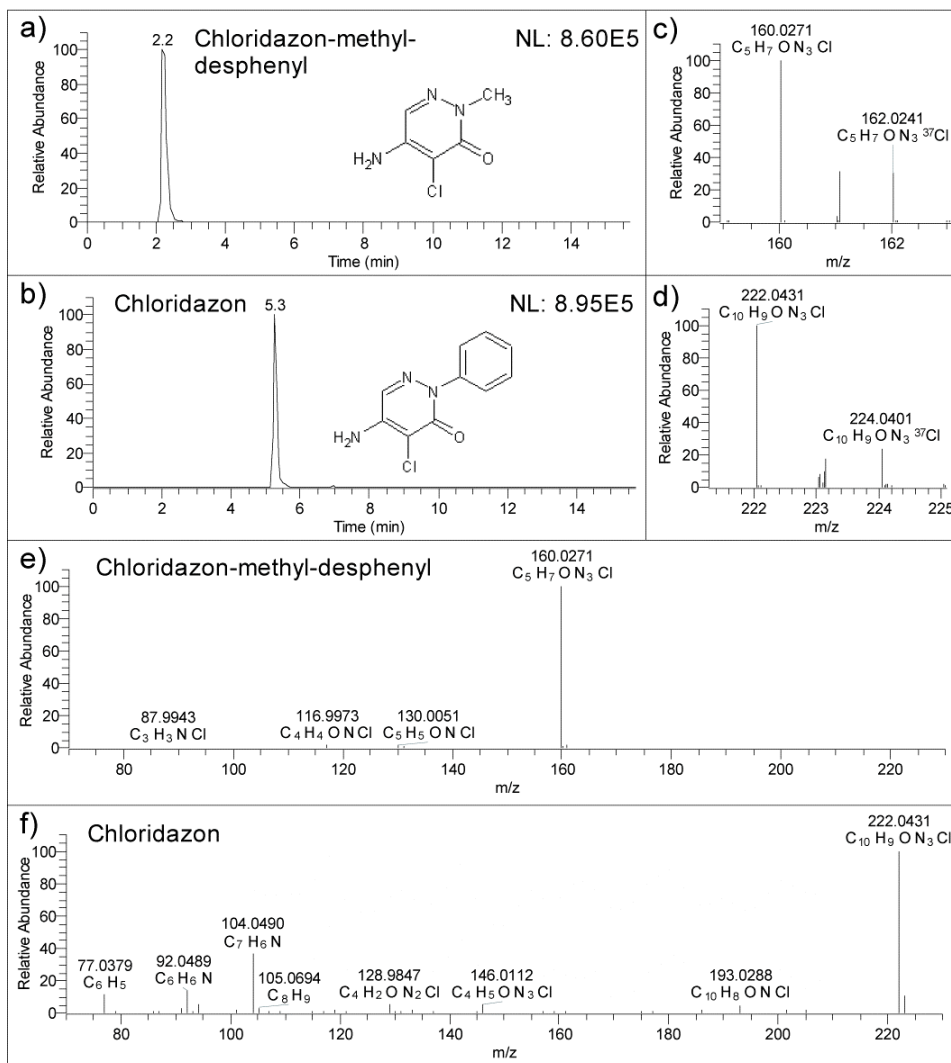 a)
Chloridazon-methyl-
desphenyl
NL: 8.60E5
2.2
Relative Abundance
100
80
60
40
20
0
N
N
CH3
H2N
O
Cl
0 2 4 6 8 10 12 14
Time (min)
c)
160.0271
C5 H7 O N3 Cl
162.0241
C5 H7 O N3 37Cl
Relative Abundance
100
80
60
40
20
0
160 162
m/z
b)
Chloridazon
NL: 8.95E5
5.3
Relative Abundance
100
80
60
40
20
0
N
N
H2N
O
Cl
0 2 4 6 8 10 12 14
Time (min)
d)
222.0431
C10 H9 O N3 Cl
224.0401
C10 H9 O N3 37Cl
Relative Abundance
100
80
60
40
20
0
222 223 224 225
m/z
e)
Chloridazon-methyl-desphenyl
160.0271
C5 H7 O N3 Cl
Relative Abundance
100
80
60
40
20
0
87.9943
C3 H3 N Cl
116.9973
C4 H4 O N Cl
130.0051
C5 H5 O N Cl
80 100 120 140 160 180 200 220
m/z
f)
Chloridazon
222.0431
C10 H9 O N3 Cl
Relative Abundance
100
80
60
40
20
0
77.0379
C6 H5
92.0489
C6 H6 N
104.0490
C7 H6 N
105.0694
C8 H9
128.9847
C4 H2 O N2 Cl
146.0112
C4 H5 O N3 Cl
193.0288
C10 H8 O N Cl
80 100 120 140 160 180 200 220
m/z